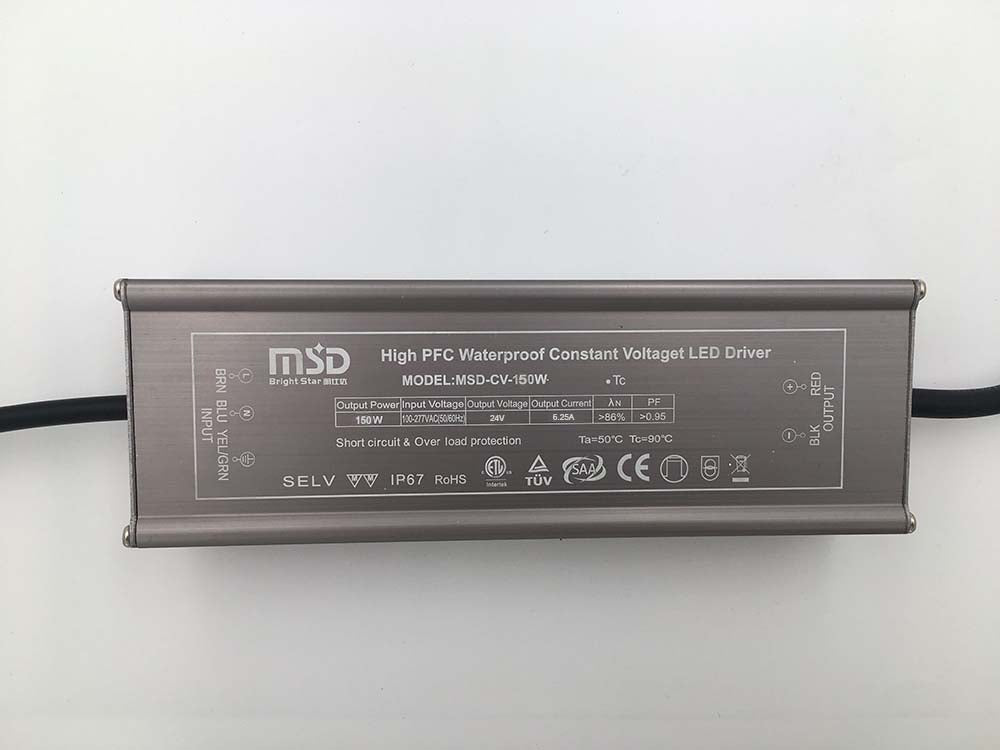 msD
Bright Star 明仕达
High PFC Waterproof Constant Voltaget LED Driver
MODEL:MSD-CV-150W
Tc
Output Power Input Voltage Output Voltage Output Current λN PF
150W 100-277VAC(50/60Hz) 24V 6.25A >86% >0.95
Short circuit & Over load protection Ta=50°C Tc=90°C
SELV IP67 RoHS
Intertek
TÜV
SAA
CE
L BRN
N BLU
YEL/GRN
INPUT
RED
BLK
OUTPUT